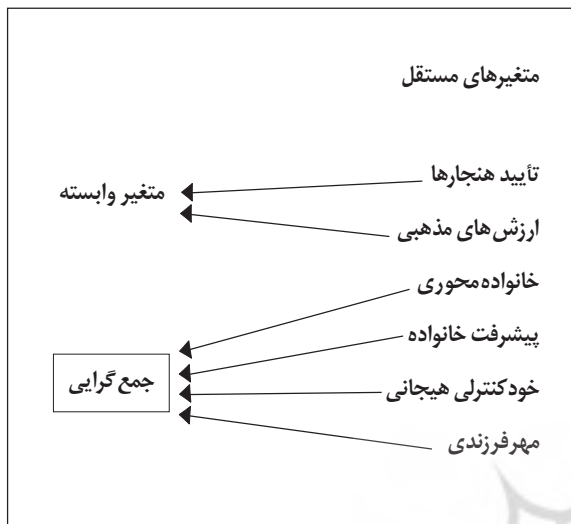 متغیرهای مستقل
تأیید هنجارها
متغیر وابسته
ارزش‌های مذهبی
خانواده‌محوری
پیشرفت خانواده
جمع‌گرایی
خودکنترلی هیجانی
مهرفرزندی